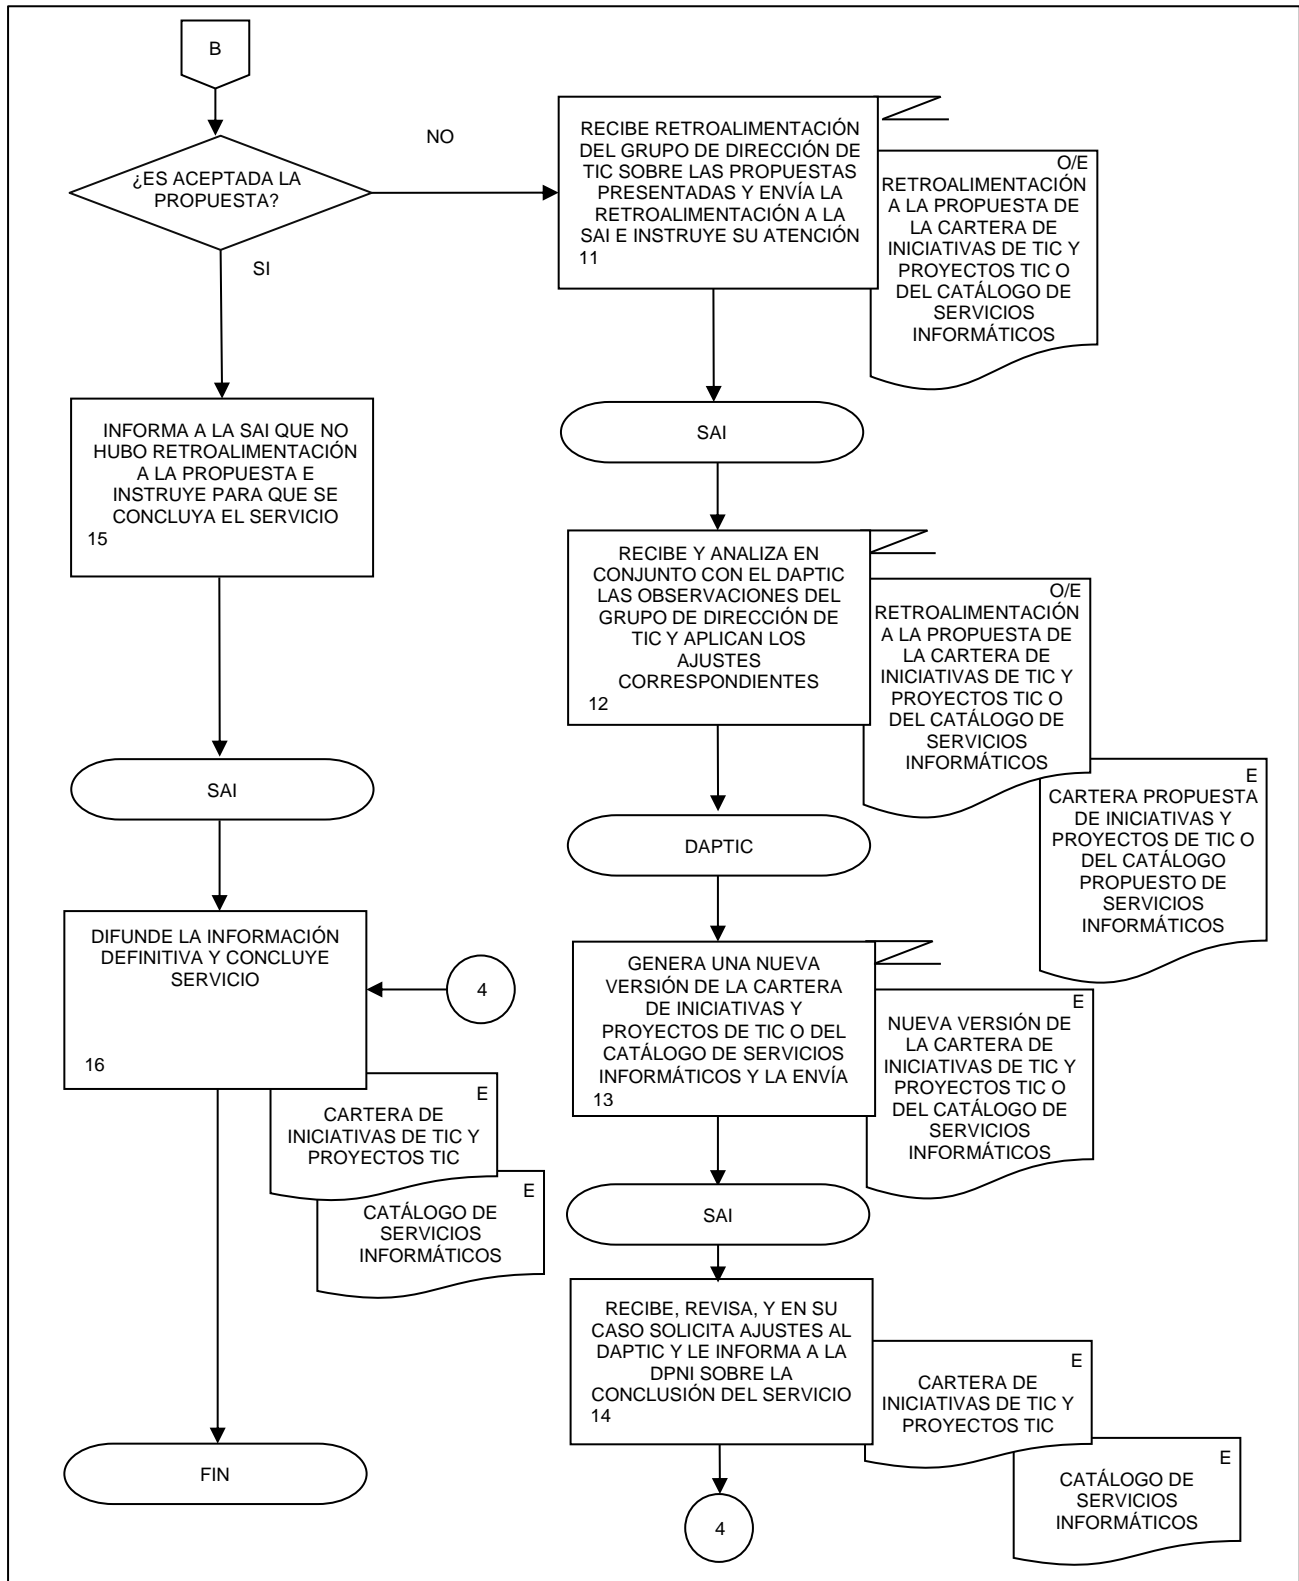 B
¿ES ACEPTADA LA
PROPUESTA?
NO
SI
RECIBE RETROALIMENTACIÓN
DEL GRUPO DE DIRECCIÓN DE
TIC SOBRE LAS PROPUESTAS
PRESENTADAS Y ENVÍA LA
RETROALIMENTACIÓN A LA
SAI E INSTRUYE SU ATENCIÓN
11
O/E
RETROALIMENTACIÓN
A LA PROPUESTA DE
LA CARTERA DE
INICIATIVAS DE TIC Y
PROYECTOS TIC O
DEL CATÁLOGO DE
SERVICIOS
INFORMÁTICOS
INFORMA A LA SAI QUE NO
HUBO RETROALIMENTACIÓN
A LA PROPUESTA E
INSTRUYE PARA QUE SE
CONCLUYA EL SERVICIO
15
SAI
DIFUNDE LA INFORMACIÓN
DEFINITIVA Y CONCLUYE
SERVICIO
16
4
E
CARTERA DE
INICIATIVAS DE TIC Y
PROYECTOS TIC
E
CATÁLOGO DE
SERVICIOS
INFORMÁTICOS
FIN
SAI
RECIBE Y ANALIZA EN
CONJUNTO CON EL DAPTIC
LAS OBSERVACIONES DEL
GRUPO DE DIRECCIÓN DE
TIC Y APLICAN LOS
AJUSTES
CORRESPONDIENTES
12
O/E
RETROALIMENTACIÓN
A LA PROPUESTA DE
LA CARTERA DE
INICIATIVAS DE TIC Y
PROYECTOS TIC O
DEL CATÁLOGO DE
SERVICIOS
INFORMÁTICOS
E
CARTERA PROPUESTA
DE INICIATIVAS Y
PROYECTOS DE TIC O
DEL CATÁLOGO
PROPUESTO DE
SERVICIOS
INFORMÁTICOS
DAPTIC
GENERA UNA NUEVA
VERSIÓN DE LA CARTERA
DE INICIATIVAS Y
PROYECTOS DE TIC O DEL
CATÁLOGO DE SERVICIOS
INFORMÁTICOS Y LA ENVÍA
13
E
NUEVA VERSIÓN DE
LA CARTERA DE
INICIATIVAS DE TIC Y
PROYECTOS TIC O
DEL CATÁLOGO DE
SERVICIOS
INFORMÁTICOS
SAI
RECIBE, REVISA, Y EN SU
CASO SOLICITA AJUSTES AL
DAPTIC Y LE INFORMA A LA
DPNI SOBRE LA
CONCLUSIÓN DEL SERVICIO
14
E
CARTERA DE
INICIATIVAS DE TIC Y
PROYECTOS TIC
E
CATÁLOGO DE
SERVICIOS
INFORMÁTICOS
4